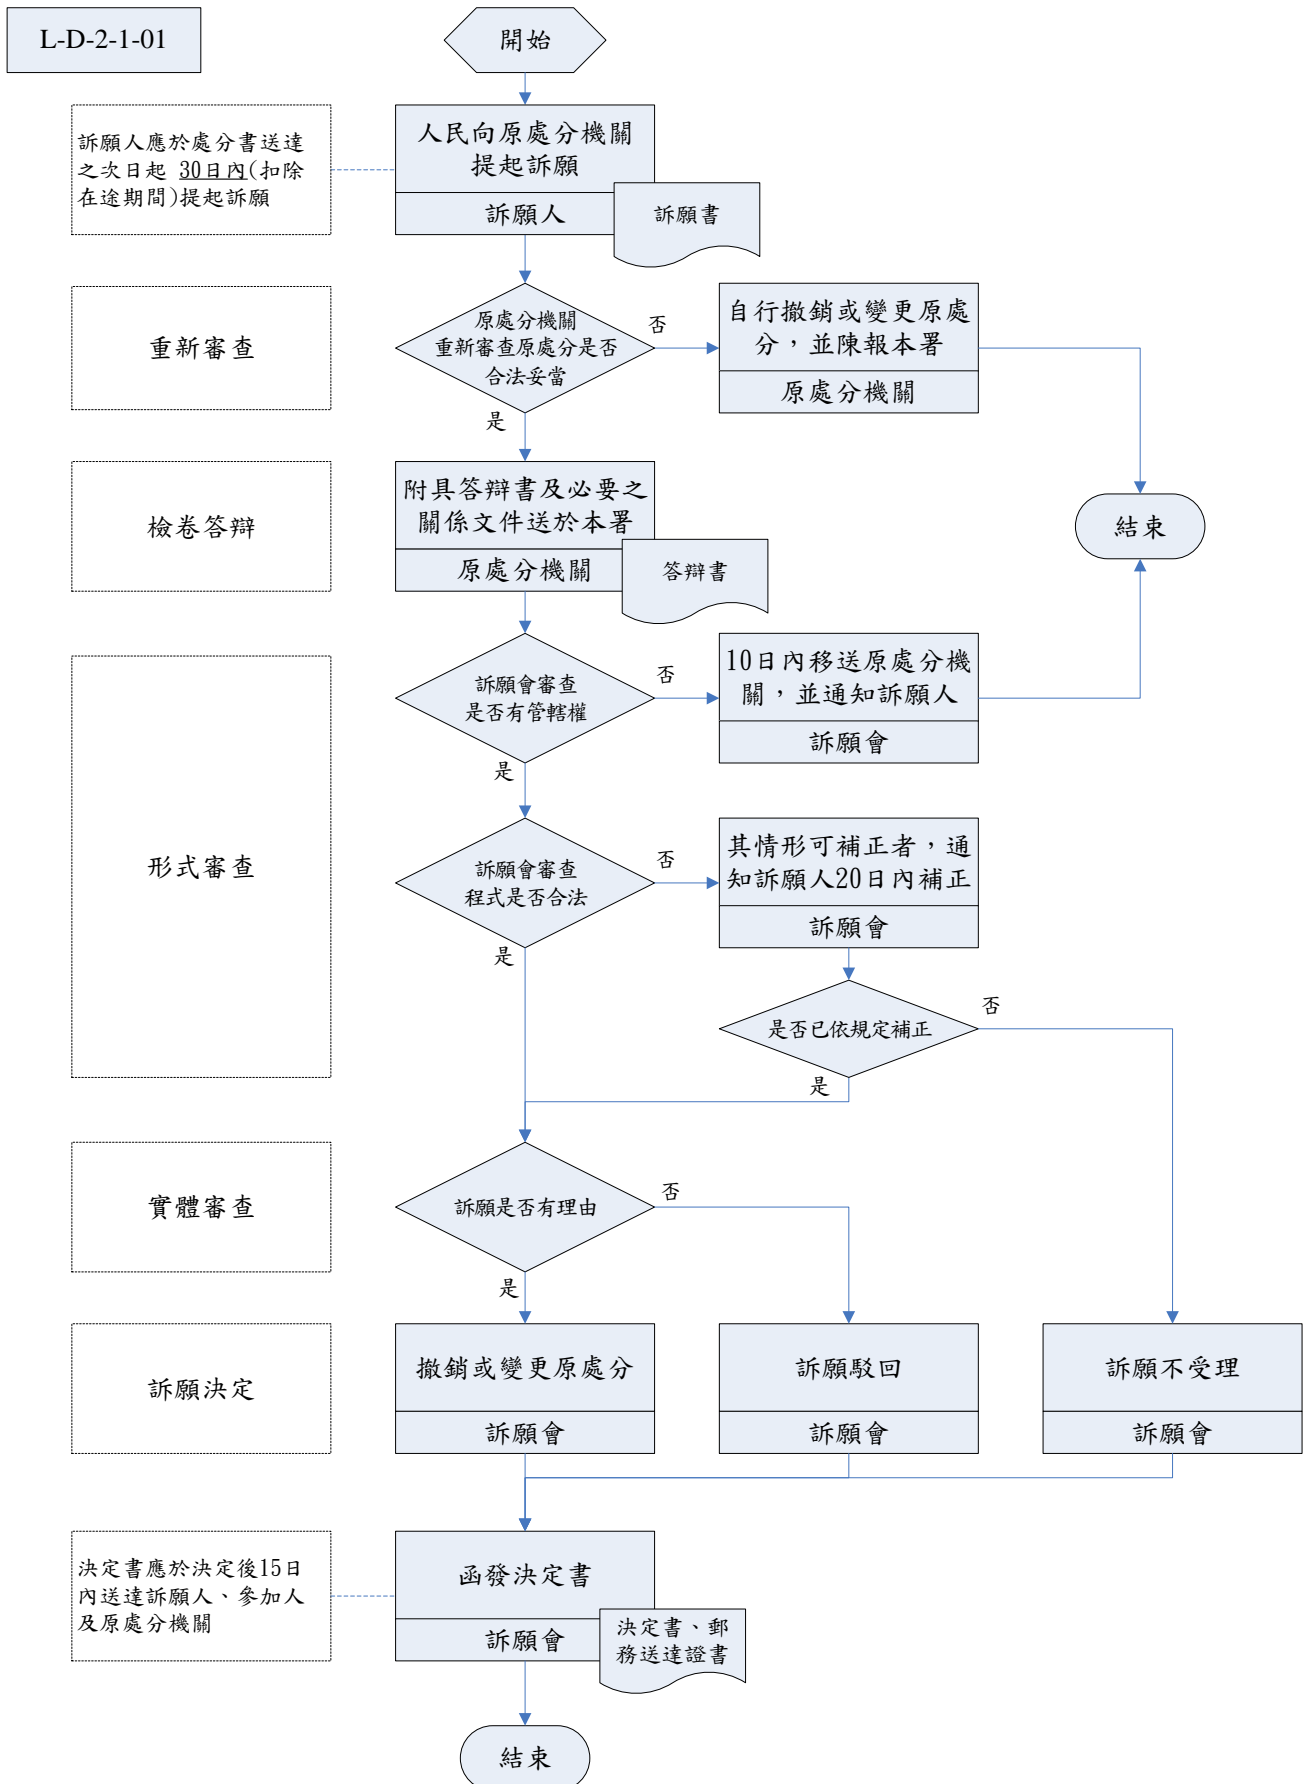 L-D-2-1-01
開始
訴願人應於處分書送達
之次日起 30日內(扣除
在途期間)提起訴願
人民向原處分機關
提起訴願
訴願人
訴願書
重新審查
原處分機關
重新審查原處分是否
合法妥當
否
是
自行撤銷或變更原處
分，並陳報本署
原處分機關
檢卷答辯
附具答辯書及必要之
關係文件送於本署
原處分機關
答辯書
結束
形式審查
訴願會審查
是否有管轄權
否
是
10日內移送原處分機
關，並通知訴願人
訴願會
訴願會審查
程式是否合法
否
是
其情形可補正者，通
知訴願人20日內補正
訴願會
是否已依規定補正
否
是
實體審查
訴願是否有理由
否
是
訴願決定
撤銷或變更原處分
訴願會
訴願駁回
訴願會
訴願不受理
訴願會
決定書應於決定後15日
內送達訴願人、參加人
及原處分機關
函發決定書
訴願會
決定書、郵
務送達證書
結束